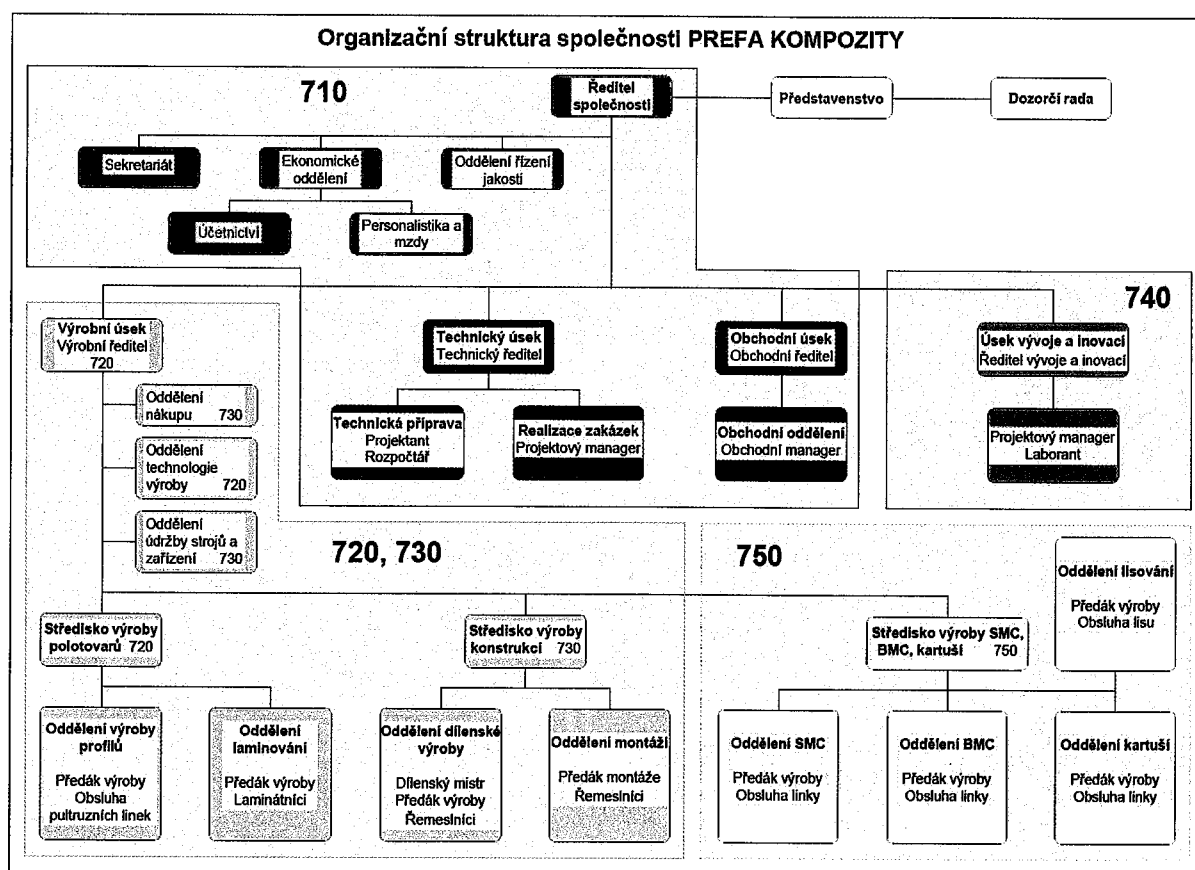 Organizační struktura společnosti PREFA KOMPOZITY
710
Ředitel
společnosti
Představenstvo
Dozorčí rada
Sekretariát
Ekonomické
oddělení
Oddělení řízení
jakosti
Účetnictví
Personalistika a
mzdy
740
Výrobní úsek
Výrobní ředitel
720
Technický úsek
Technický ředitel
Obchodní úsek
Obchodní ředitel
Úsek vývoje a inovací
Ředitel vývoje a inovací
Oddělení
nákupu 730
Oddělení
technologie
výroby 720
Oddělení
údržby strojů a
zařízení 730
Technická příprava
Projektant
Rozpočtář
Realizace zakázek
Projektový manager
Obchodní oddělení
Obchodní manager
Projektový manager
Laborant
720, 730
750
Oddělení lisování
Předák výroby
Obsluha lisu
Středisko výroby
polotovarů 720
Středisko výroby
konstrukcí 730
Středisko výroby SMC,
BMC, kartuší 750
Oddělení výroby
profilů
Předák výroby
Obsluha
pultruzních linek
Oddělení
laminování
Předák výroby
Laminátníci
Oddělení dílenské
výroby
Dílenský mistr
Předák výroby
Řemeslníci
Oddělení montáží
Předák montáže
Řemeslníci
Oddělení SMC
Předák výroby
Obsluha linky
Oddělení BMC
Předák výroby
Obsluha linky
Oddělení kartuší
Předák výroby
Obsluha linky